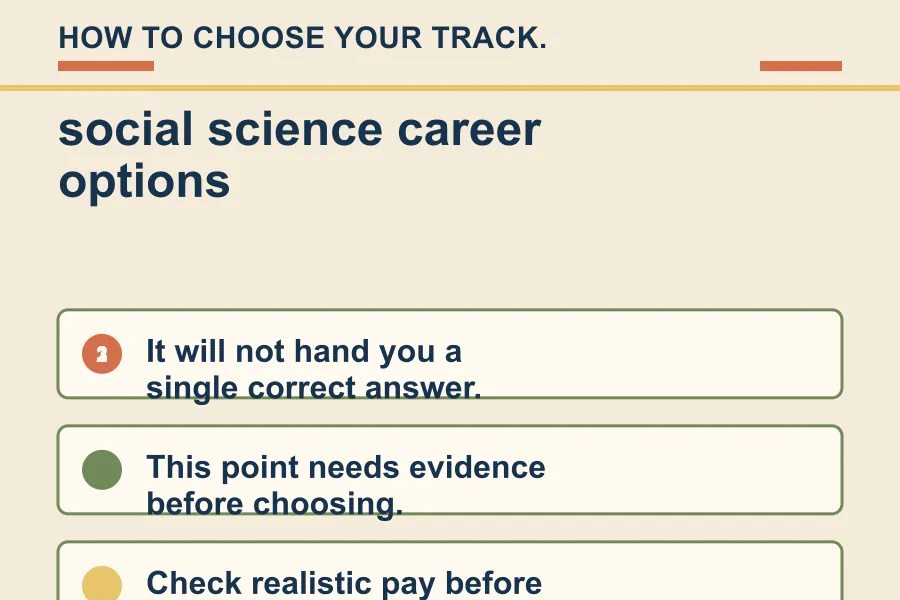 HOW TO CHOOSE YOUR TRACK.
social science career
options
It will not hand you a
single correct answer.
This point needs evidence
before choosing.
Check realistic pay before